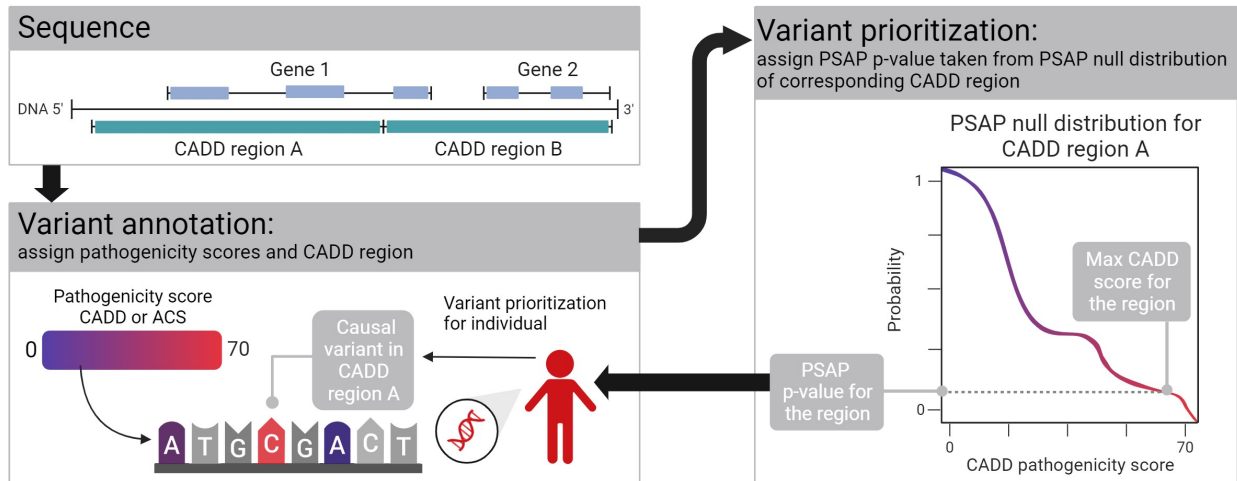 Sequence
Gene 1
Gene 2
DNA 5'
3'
CADD region A
CADD region B
Variant annotation:
assign pathogenicity scores and CADD region
Pathogenicity score
CADD or ACS
0
70
Causal
variant in
CADD
region A
Variant prioritization
for individual
A T G C G A C T
Variant prioritization:
assign PSAP p-value taken from PSAP null distribution
of corresponding CADD region
PSAP null distribution for
CADD region A
1
Probability
Max CADD
score for
the region
PSAP
p-value for
the region
0
0
70
CADD pathogenicity score